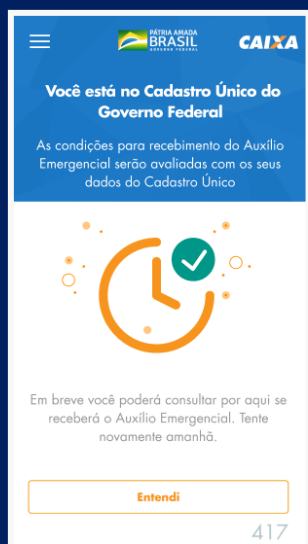 PÁTRIA AMADA
BRASIL
GOVERNO FEDERAL
CAIXA
Você está no Cadastro Único do
Governo Federal
As condições para recebimento do Auxílio
Emergencial serão avaliadas com os seus
dados do Cadastro Único
Em breve você poderá consultar por aqui se
receberá o Auxílio Emergencial. Tente
novamente amanhã.
Entendi
417